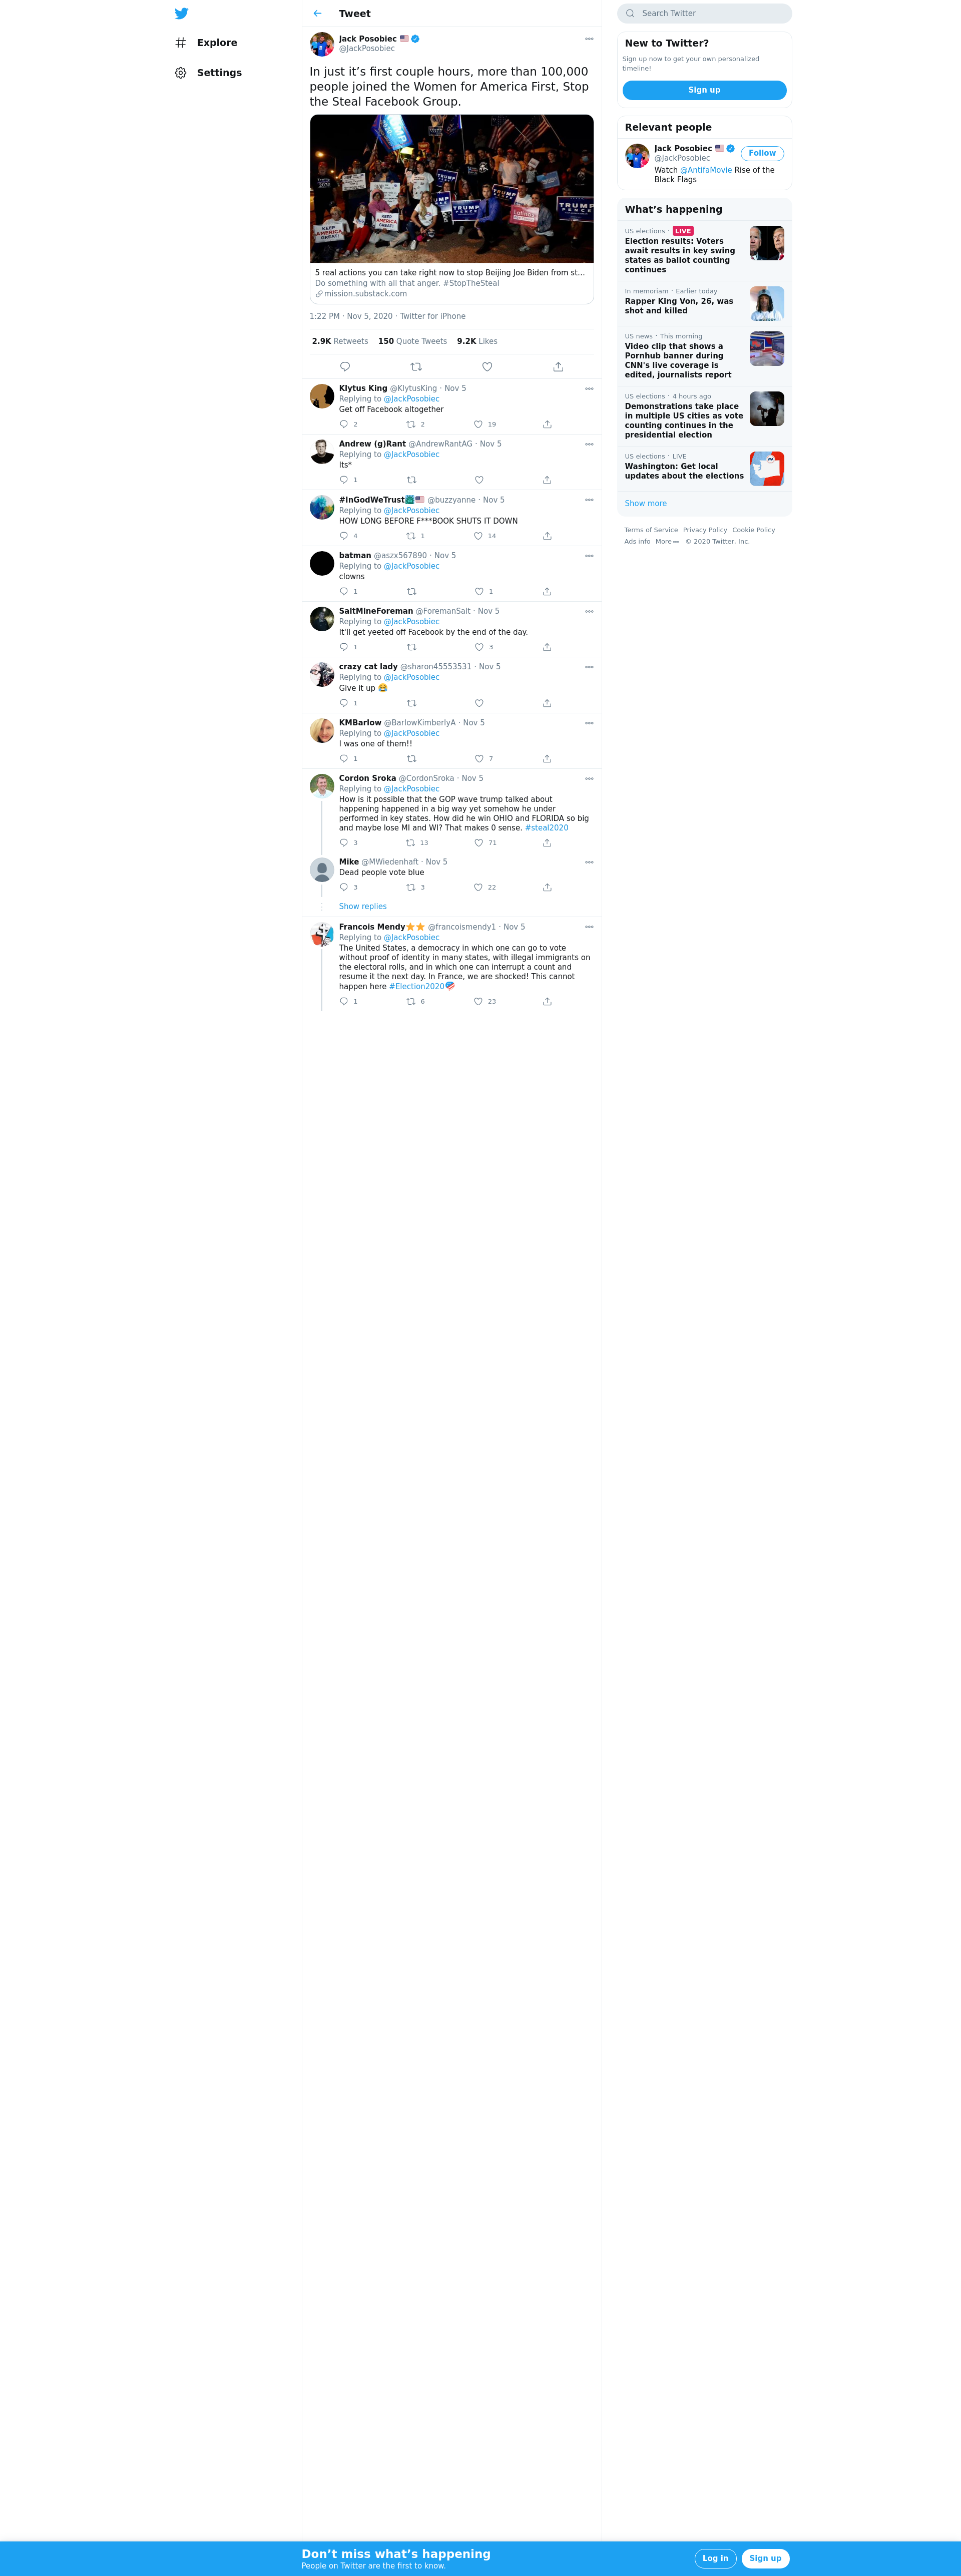 Explore
Settings
Tweet
Jack Posobiec
@JackPosobiec
In just it’s first couple hours, more than 100,000
people joined the Women for America First, Stop
the Steal Facebook Group.
KEEP
AMERICA
GREAT!
TRUMP
PENCE
TRUMP
PENCE
TRUMP
PENCE
KEEP
AMERICA
GREAT!
5 real actions you can take right now to stop Beijing Joe Biden from st...
Do something with all that anger. #StopTheSteal
mission.substack.com
1:22 PM · Nov 5, 2020 · Twitter for iPhone
2.9K Retweets 150 Quote Tweets 9.2K Likes
Klytus King @KlytusKing · Nov 5
Replying to @JackPosobiec
Get off Facebook altogether
2 2 19
Andrew (g)Rant @AndrewRantAG · Nov 5
Replying to @JackPosobiec
Its*
1
#InGodWeTrust @buzzyanne · Nov 5
Replying to @JackPosobiec
HOW LONG BEFORE F***BOOK SHUTS IT DOWN
4 1 14
batman @aszx567890 · Nov 5
Replying to @JackPosobiec
clowns
1 1
SaltMineForeman @ForemanSalt · Nov 5
Replying to @JackPosobiec
It'll get yeeted off Facebook by the end of the day.
1 3
crazy cat lady @sharon45553531 · Nov 5
Replying to @JackPosobiec
Give it up 😂
1
KMBarlow @BarlowKimberlyA · Nov 5
Replying to @JackPosobiec
I was one of them!!
1 7
Cordon Sroka @CordonSroka · Nov 5
Replying to @JackPosobiec
How is it possible that the GOP wave trump talked about
happening happened in a big way yet somehow he under
performed in key states. How did he win OHIO and FLORIDA so big
and maybe lose MI and WI? That makes 0 sense. #steal2020
3 13 71
Mike @MWiedenhaft · Nov 5
Dead people vote blue
3 3 22
Show replies
Francois Mendy⭐⭐ @francoismendy1 · Nov 5
Replying to @JackPosobiec
The United States, a democracy in which one can go to vote
without proof of identity in many states, with illegal immigrants on
the electoral rolls, and in which one can interrupt a count and
resume it the next day. In France, we are shocked! This cannot
happen here #Election2020
1 6 23
Search Twitter
New to Twitter?
Sign up now to get your own personalized
timeline!
Sign up
Relevant people
Jack Posobiec
@JackPosobiec
Follow
Watch @AntifaMovie Rise of the
Black Flags
What’s happening
US elections · LIVE
Election results: Voters
await results in key swing
states as ballot counting
continues
In memoriam · Earlier today
Rapper King Von, 26, was
shot and killed
US news · This morning
Video clip that shows a
Pornhub banner during
CNN's live coverage is
edited, journalists report
US elections · 4 hours ago
Demonstrations take place
in multiple US cities as vote
counting continues in the
presidential election
US elections · LIVE
Washington: Get local
updates about the elections
Show more
Terms of Service Privacy Policy Cookie Policy
Ads info More © 2020 Twitter, Inc.
Don’t miss what’s happening
People on Twitter are the first to know.
Log in
Sign up